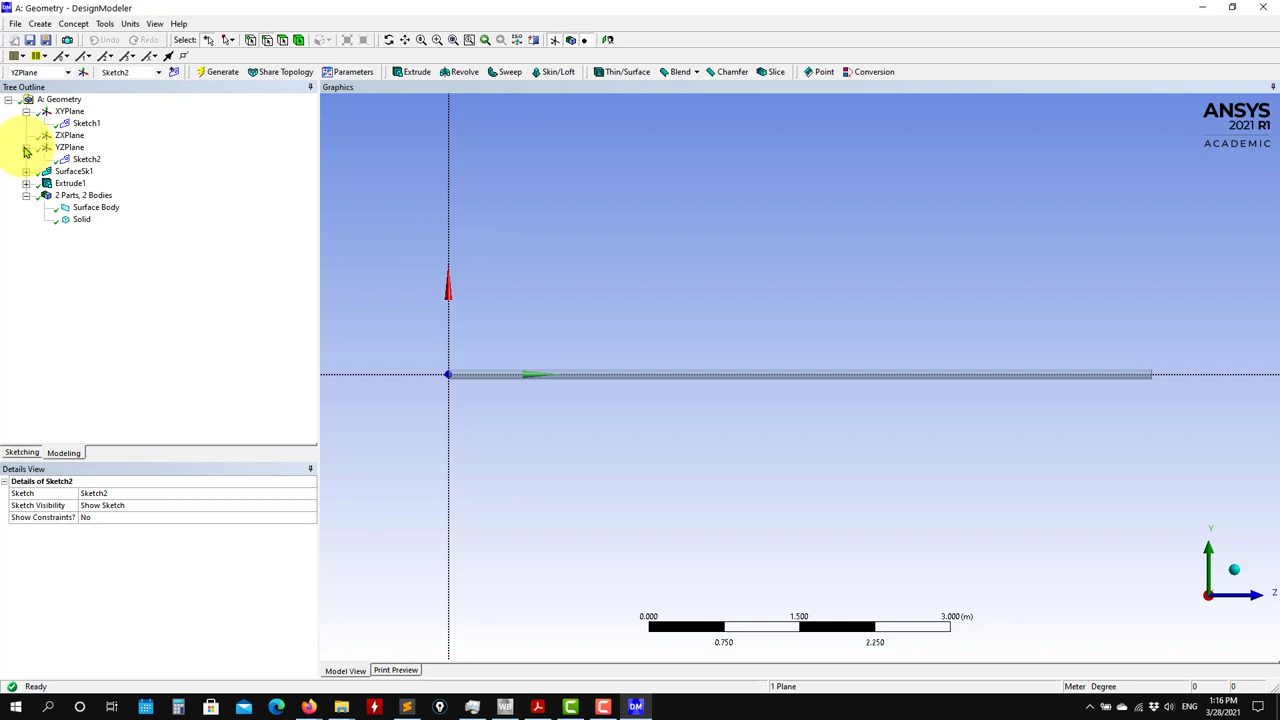 A: Geometry - DesignModeler
File Create Concept Tools Units View Help
Undo Redo Select:
YZPlane Sketch2 Generate Share Topology Parameters Extrude Revolve Sweep Skin/Loft Thin/Surface Blend Chamfer Slice Point Conversion
Tree Outline
Graphics
A: Geometry
XYPlane
Sketch1
ZXPlane
YZPlane
Sketch2
SurfaceSk1
Extrude1
2 Parts, 2 Bodies
Surface Body
Solid
ANSYS
2021 R1
ACADEMIC
Sketching Modeling
Details View
Details of Sketch2
Sketch Sketch2
Sketch Visibility Show Sketch
Show Constraints? No
Y
Z
0.000 1.500 3.000 (m)
0.750 2.250
Model View Print Preview
Ready 1 Plane Meter Degree 0 0
WB DM ENG 1:16 PM
3/28/2021